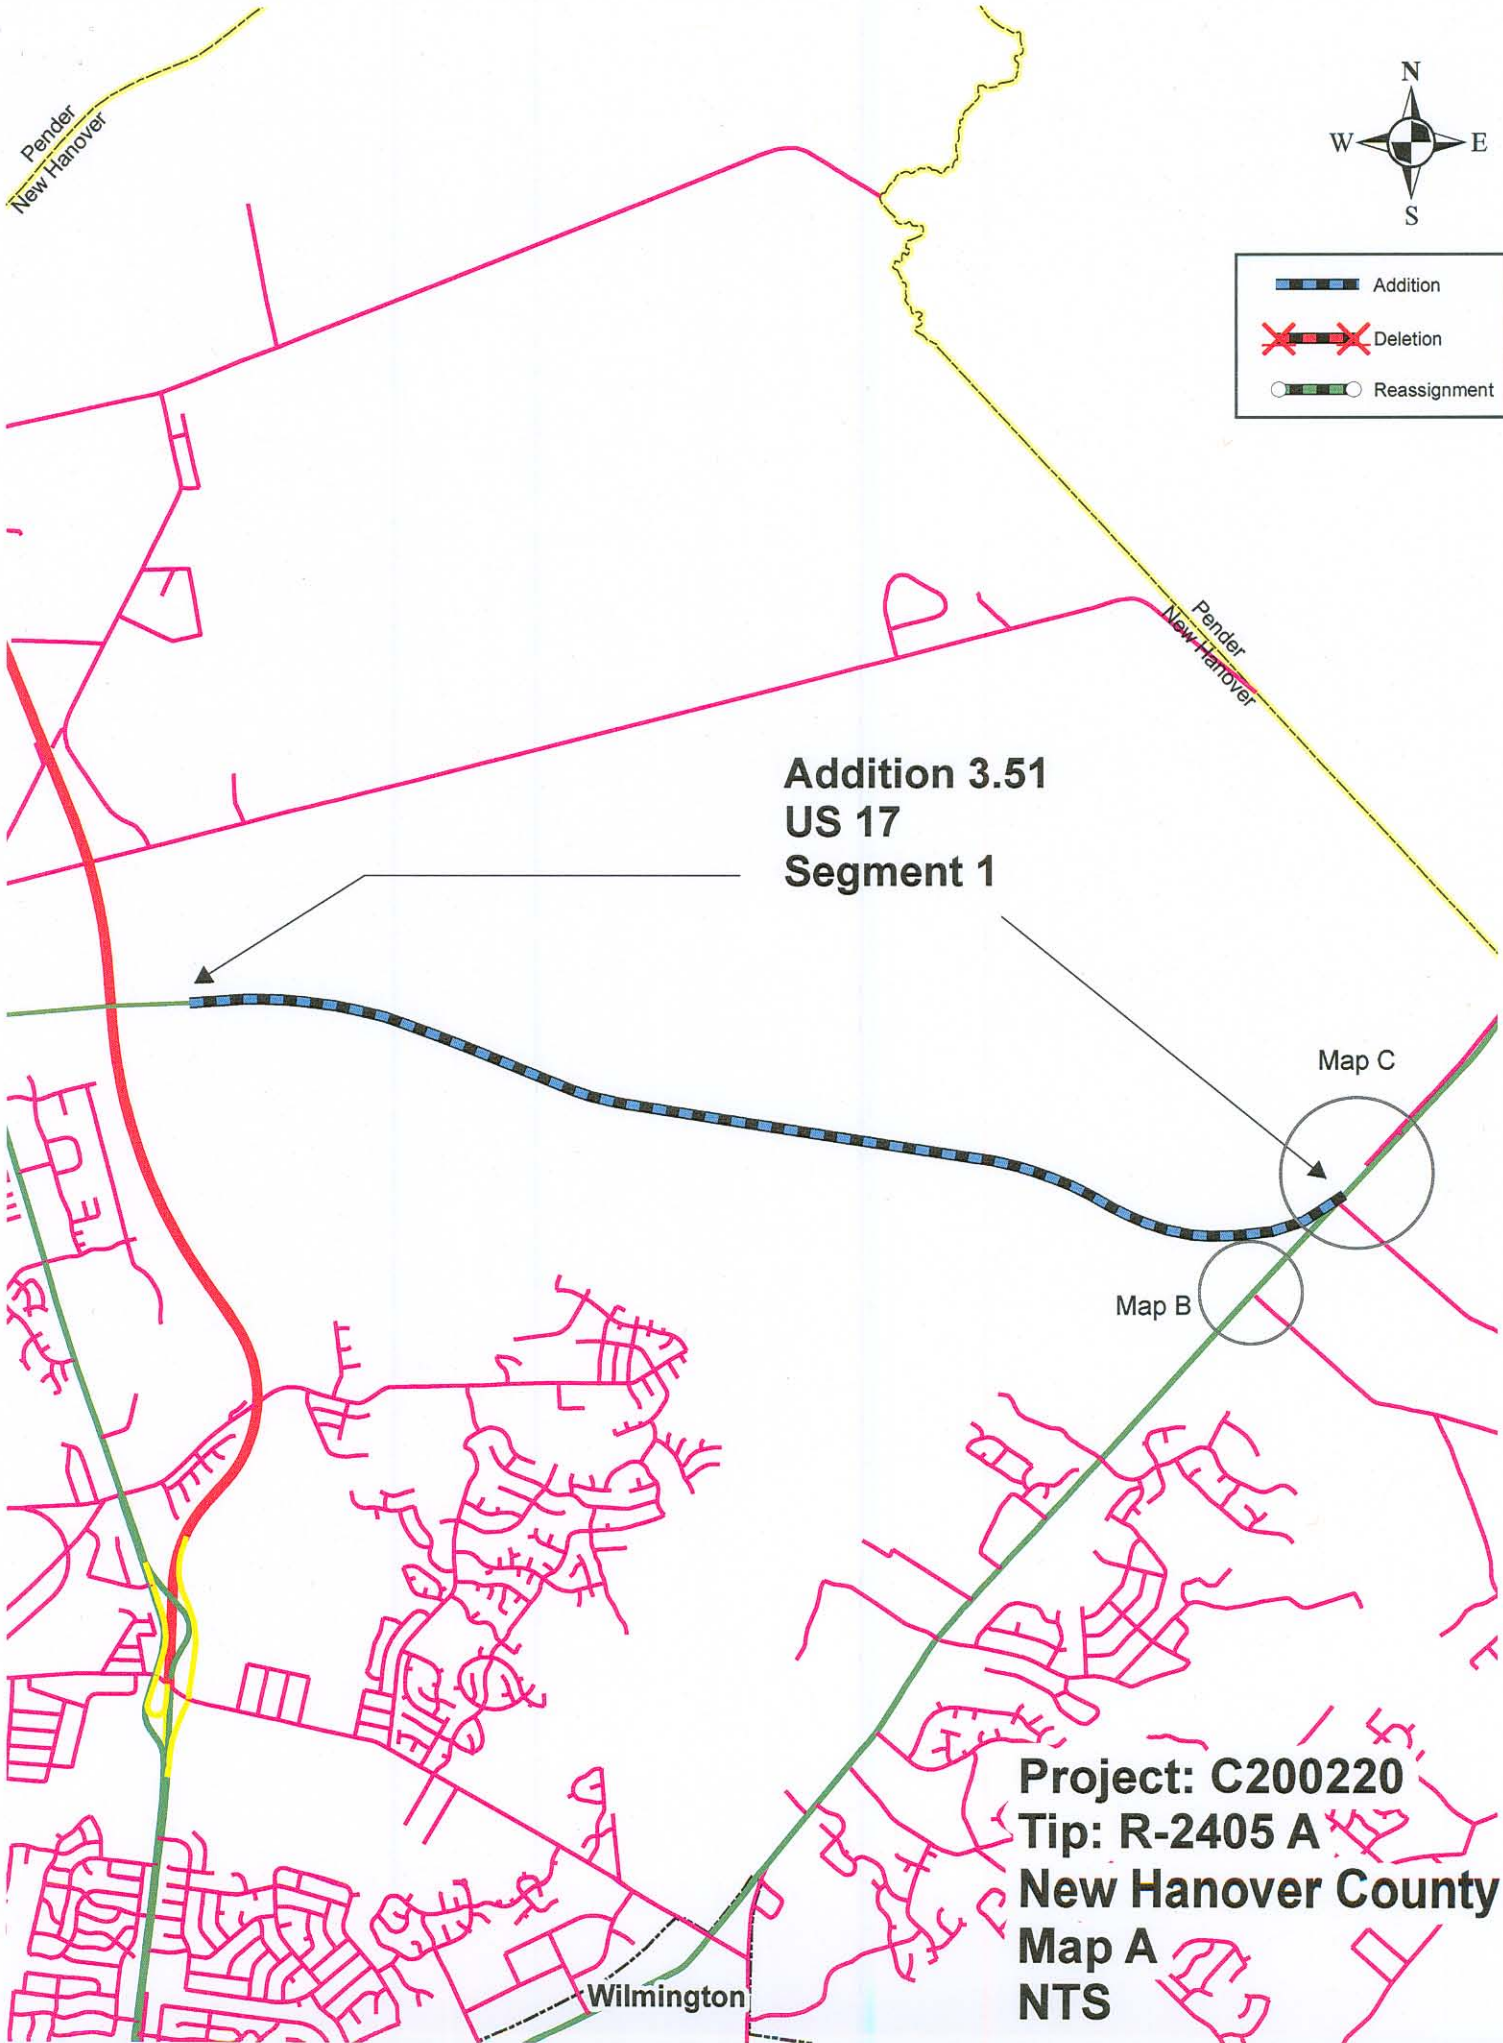 Pender
New Hanover
N
W
E
S
Addition
Deletion
Reassignment
Pender
New Hanover
Addition 3.51
US 17
Segment 1
Map C
Map B
Project: C200220
Tip: R-2405 A
New Hanover County
Map A
NTS
Wilmington